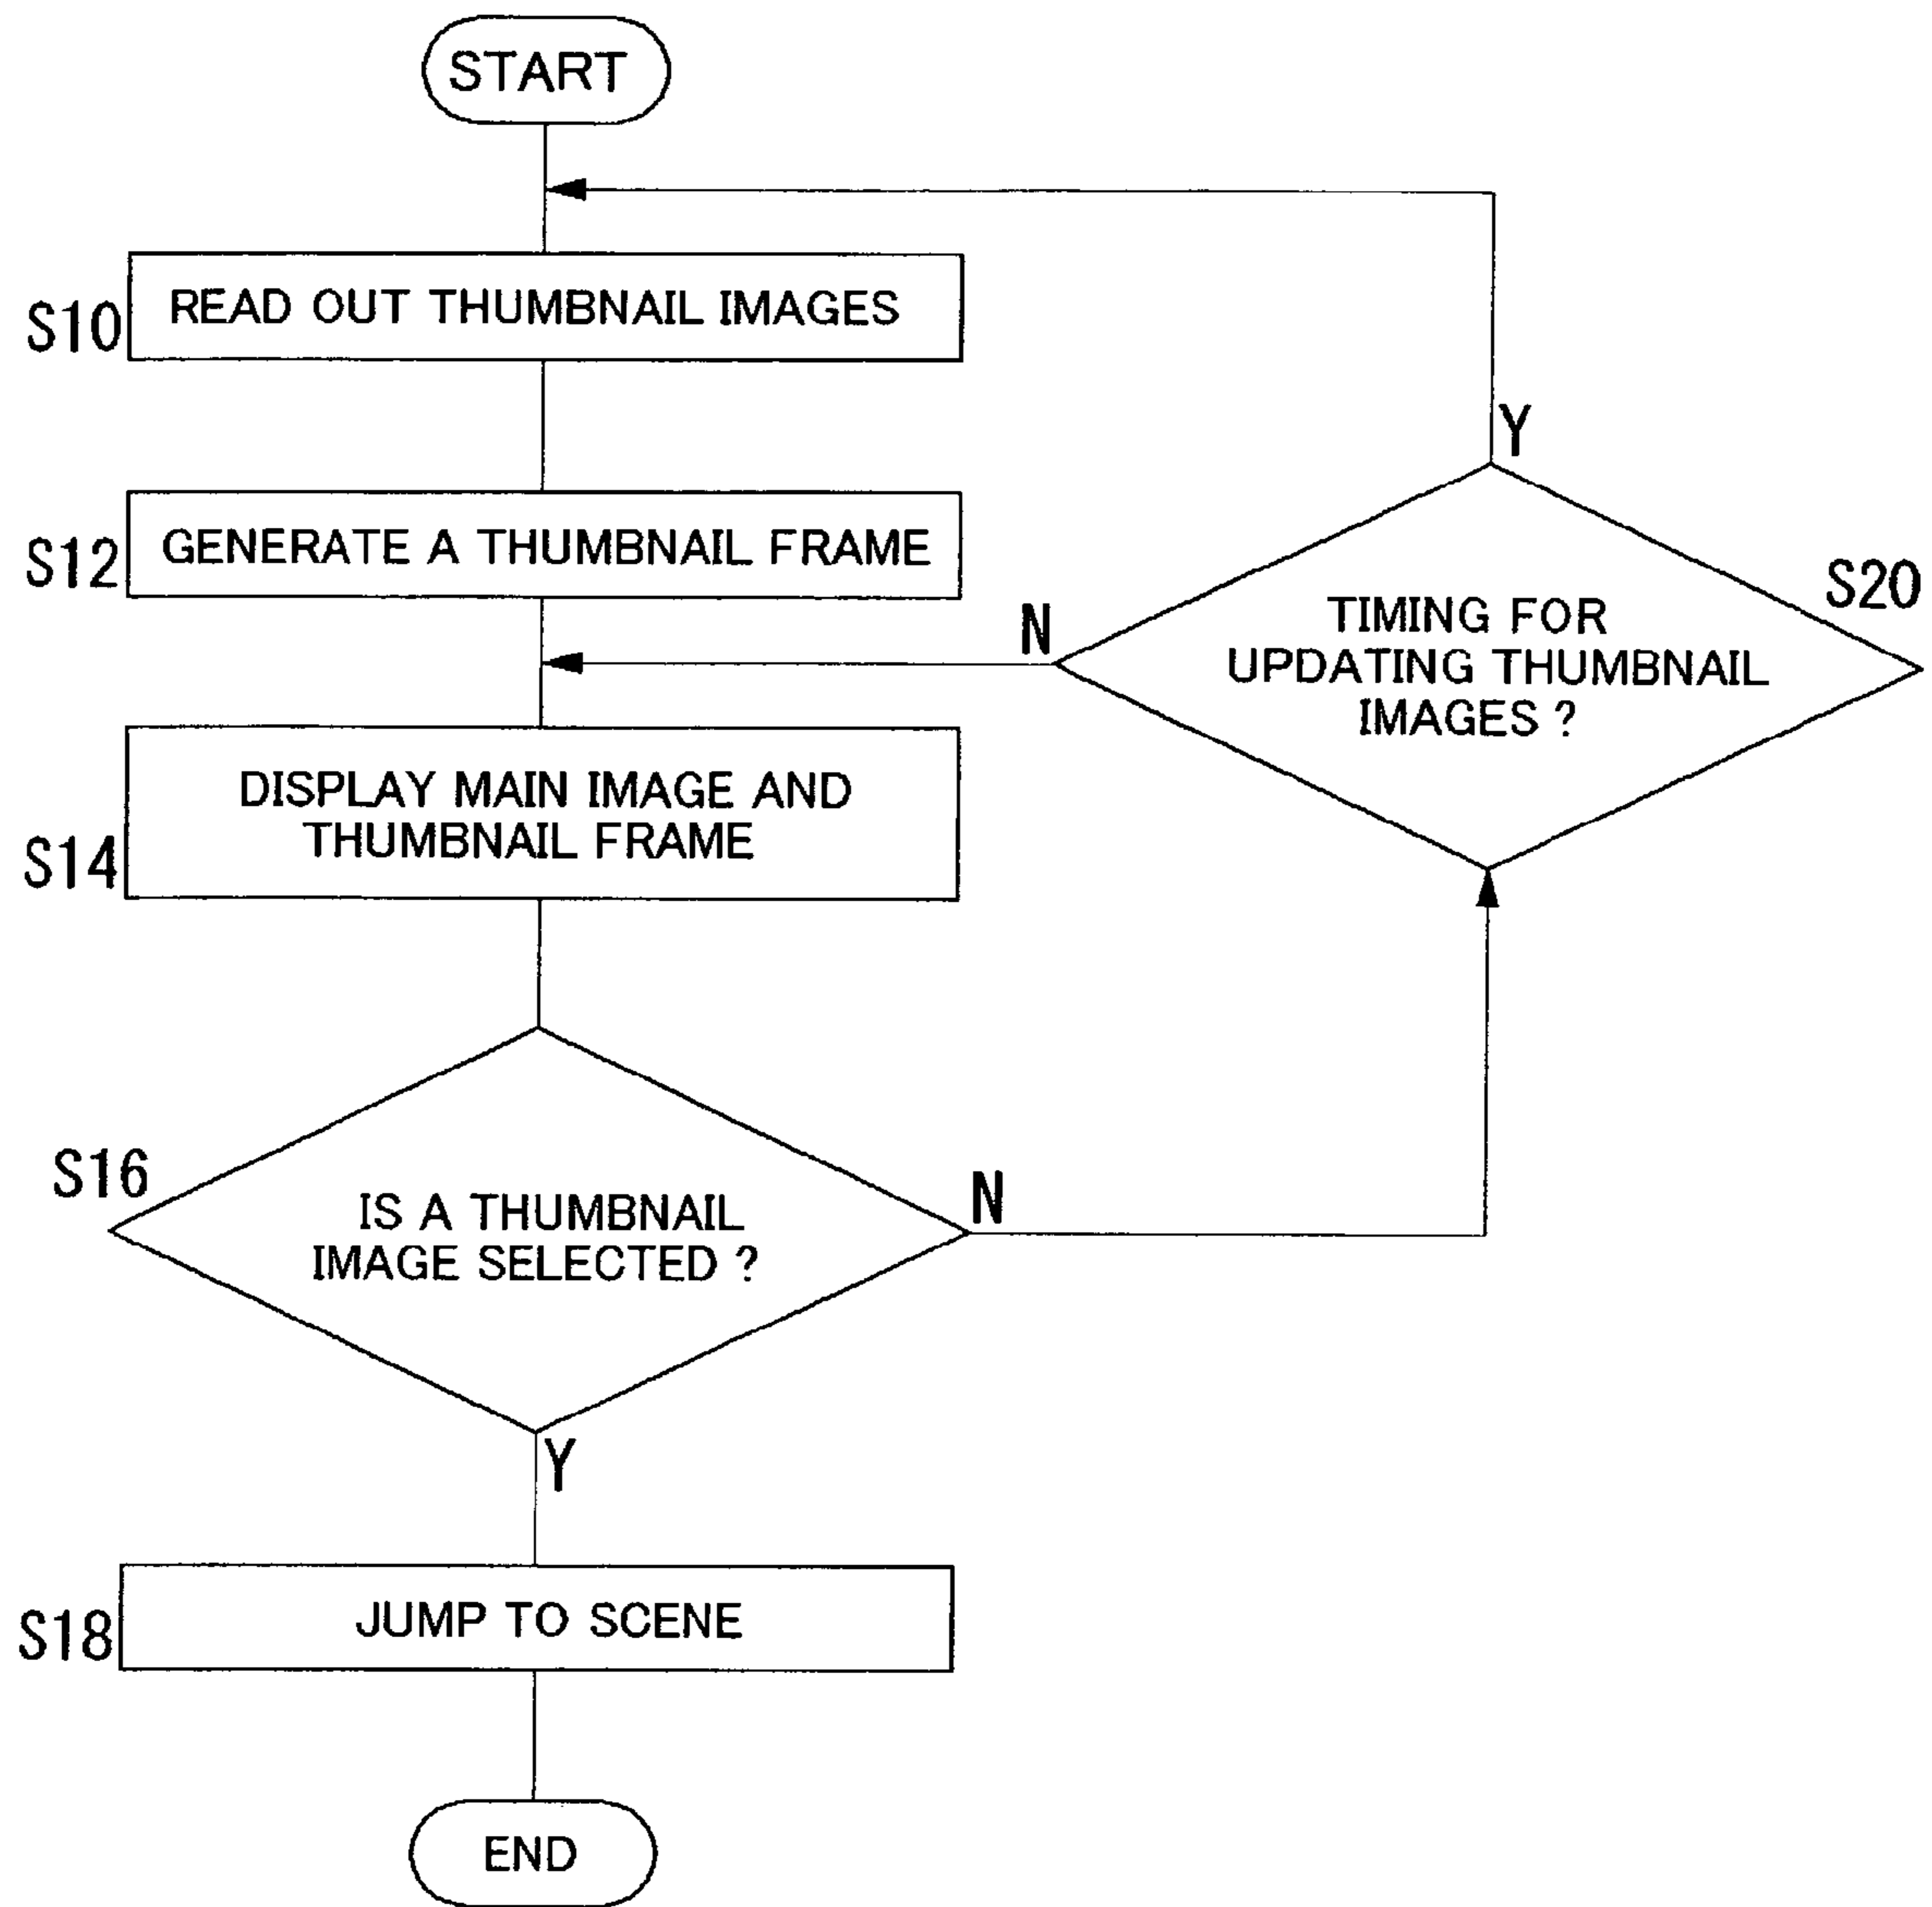 START
S10
READ OUT THUMBNAIL IMAGES
S12
GENERATE A THUMBNAIL FRAME
S14
DISPLAY MAIN IMAGE AND
THUMBNAIL FRAME
S16
IS A THUMBNAIL
IMAGE SELECTED ?
N
Y
S18
JUMP TO SCENE
END
S20
TIMING FOR
UPDATING THUMBNAIL
IMAGES ?
Y
N